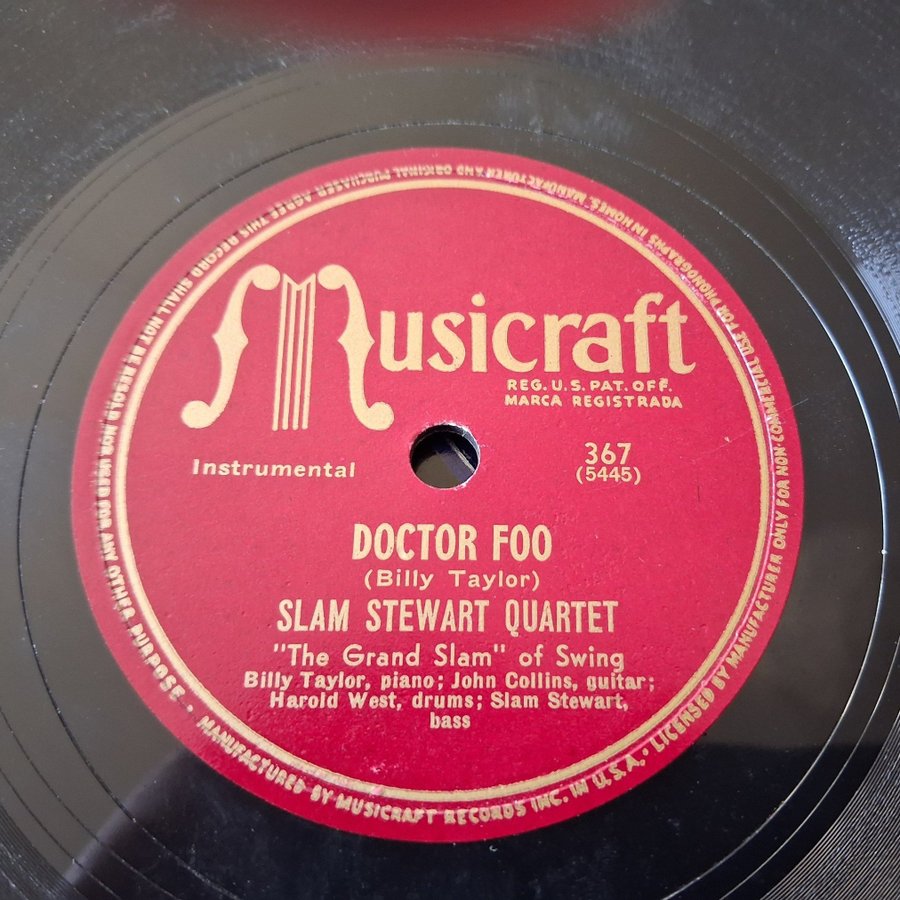 Musicraft
REG. U.S. PAT. OFF.
MARCA REGISTRADA
Instrumental
367
(5445)
DOCTOR FOO
(Billy Taylor)
SLAM STEWART QUARTET
"The Grand Slam" of Swing
Billy Taylor, piano; John Collins, guitar;
Harold West, drums; Slam Stewart,
bass
MANUFACTURED BY MUSICRAFT RECORDS INC. IN U.S.A. • LICENSED BY MANUFACTURER ONLY FOR NON-COMMERCIAL USE FOR PHONOGRAPHS IN HOMES. MANUFACTURER AND ORIGINAL PURCHASER AGREE THIS RECORD SHALL NOT BE RESOLD NOR USED FOR ANY OTHER PURPOSE •